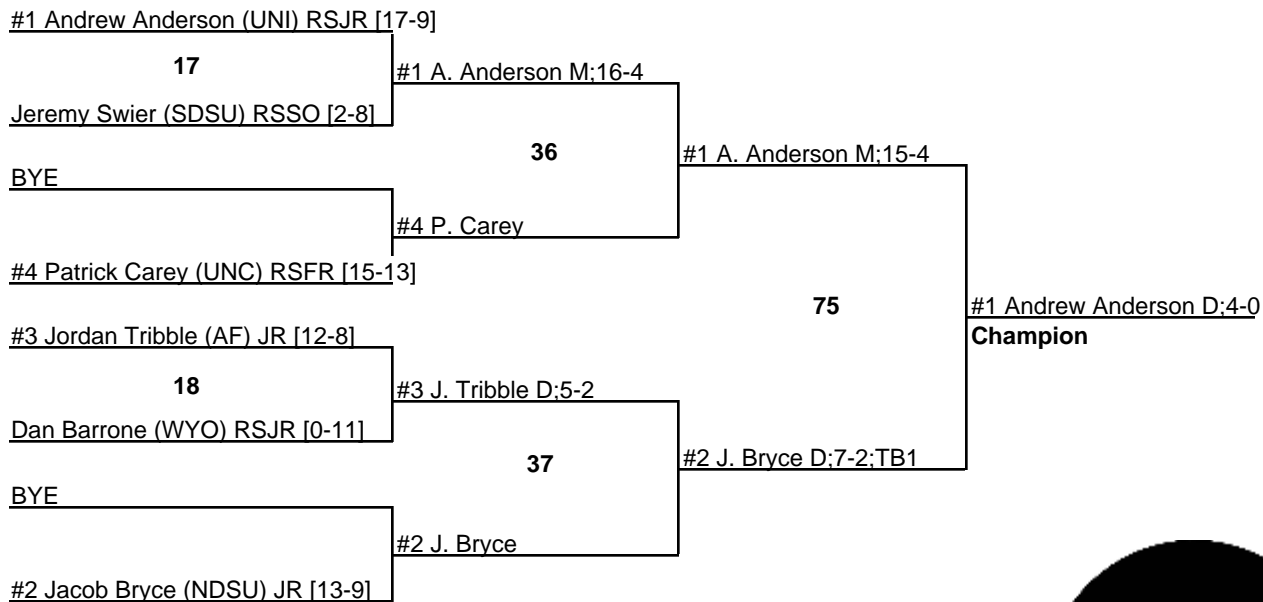 #1 Andrew Anderson (UNI) RSJR [17-9]
17
#1 A. Anderson M;16-4
Jeremy Swier (SDSU) RSSO [2-8]
36
#1 A. Anderson M;15-4
BYE
#4 P. Carey
#4 Patrick Carey (UNC) RSFR [15-13]
75
#1 Andrew Anderson D;4-0
Champion
#3 Jordan Tribble (AF) JR [12-8]
18
#3 J. Tribble D;5-2
Dan Barrone (WYO) RSJR [0-11]
37
#2 J. Bryce D;7-2;TB1
BYE
#2 J. Bryce
#2 Jacob Bryce (NDSU) JR [13-9]